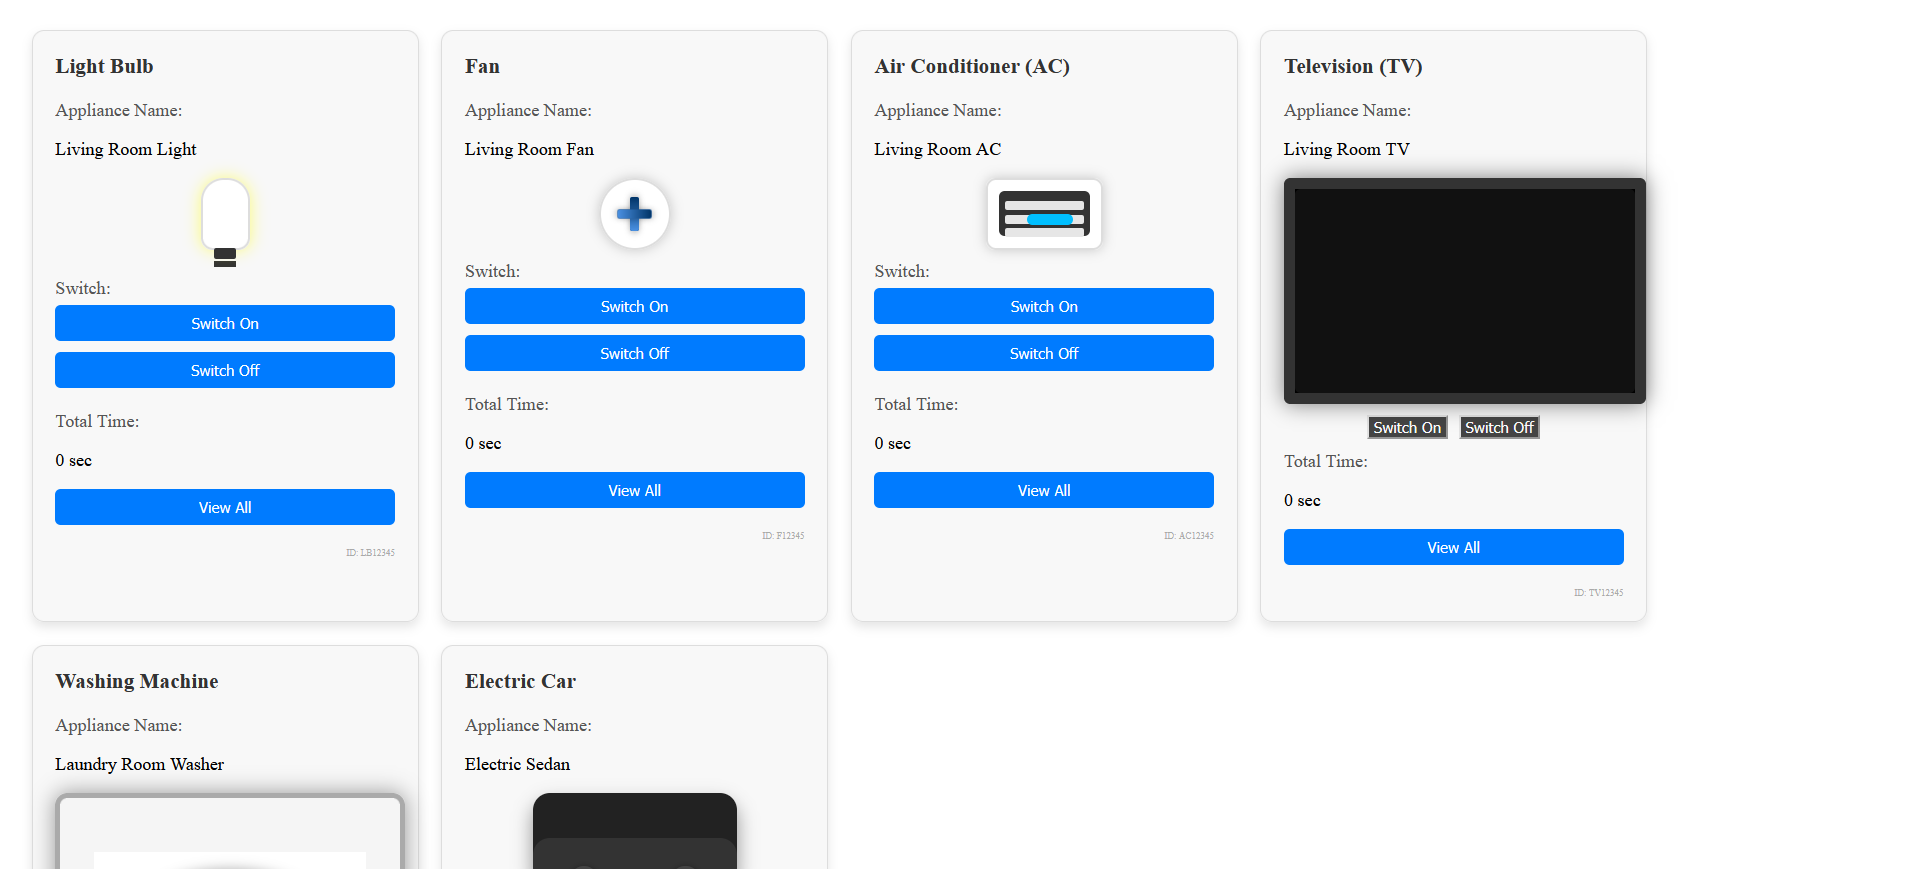 Light Bulb
Appliance Name:
Living Room Light
Switch:
Switch On
Switch Off
Total Time:
0 sec
View All
ID: LB12345
Fan
Appliance Name:
Living Room Fan
Switch:
Switch On
Switch Off
Total Time:
0 sec
View All
ID: F12345
Air Conditioner (AC)
Appliance Name:
Living Room AC
Switch:
Switch On
Switch Off
Total Time:
0 sec
View All
ID: AC12345
Television (TV)
Appliance Name:
Living Room TV
Switch On Switch Off
Total Time:
0 sec
View All
ID: TV12345
Washing Machine
Appliance Name:
Laundry Room Washer
Electric Car
Appliance Name:
Electric Sedan